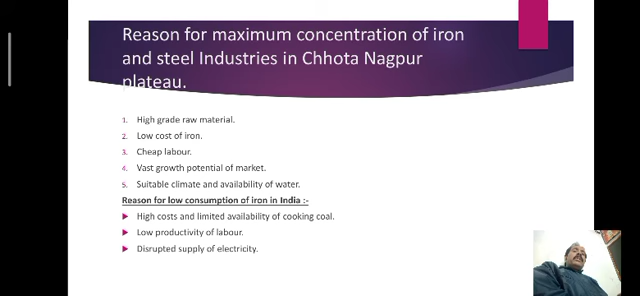 Reason for maximum concentration of iron
and steel Industries in Chhota Nagpur
plateau.
1. High grade raw material.
2. Low cost of iron.
3. Cheap labour.
4. Vast growth potential of market.
5. Suitable climate and availability of water.
Reason for low consumption of iron in India :-
High costs and limited availability of cooking coal.
Low productivity of labour.
Disrupted supply of electricity.